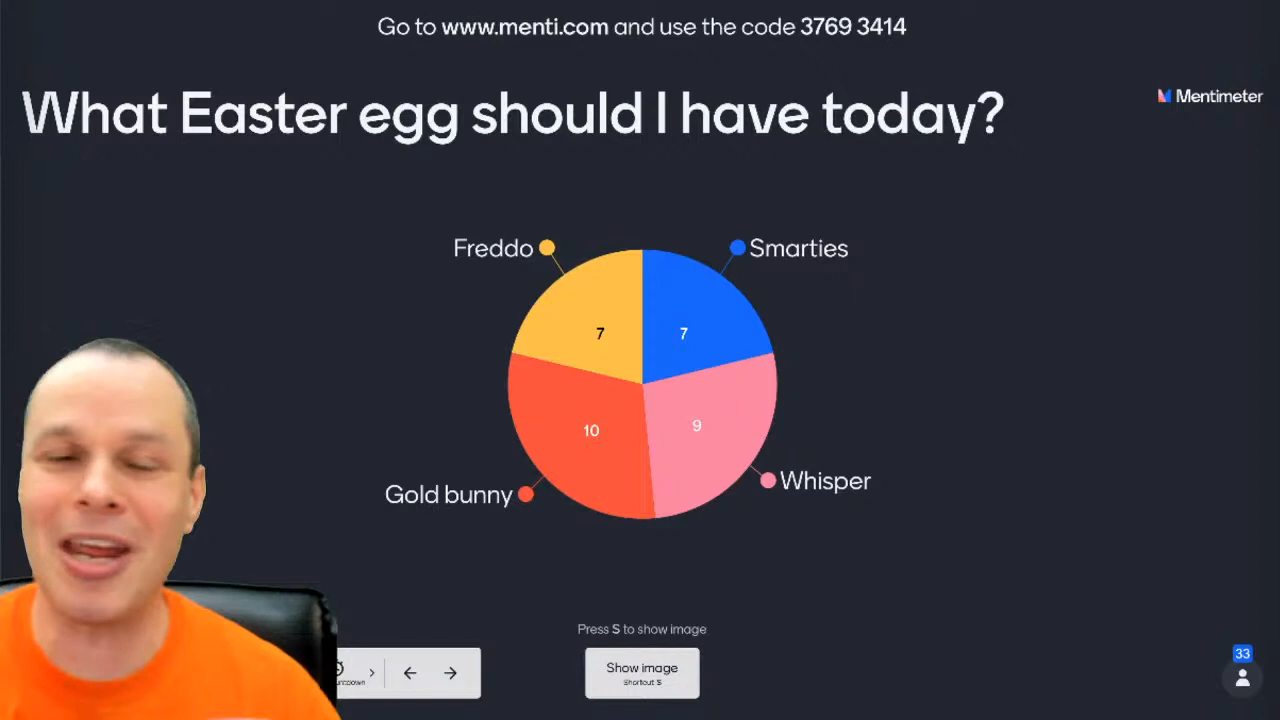 Go to www.menti.com and use the code 3769 3414
What Easter egg should I have today?
Mentimeter
Freddo
Smarties
7
7
10
9
Gold bunny
Whisper
Press S to show image
Show image
Shortcut S
33